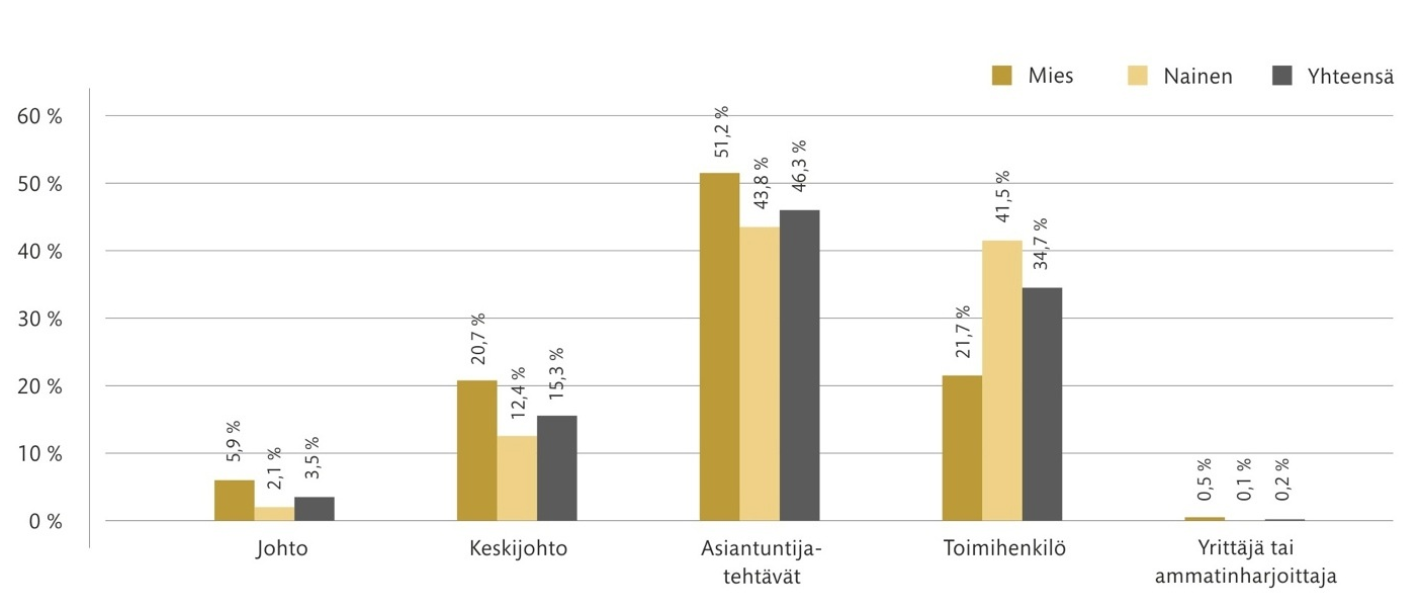 Mies Nainen Yhteensä
60 %
50 %
40 %
30 %
20 %
10 %
0 %
5,9 % 2,1 % 3,5 %
20,7 % 12,4 % 15,3 %
51,2 % 43,8 % 46,3 %
21,7 % 41,5 % 34,7 %
0,5 % 0,1 % 0,2 %
Johto
Keskijohto
Asiantuntija-
tehtävät
Toimihenkilö
Yrittäjä tai
ammatinharjoittaja